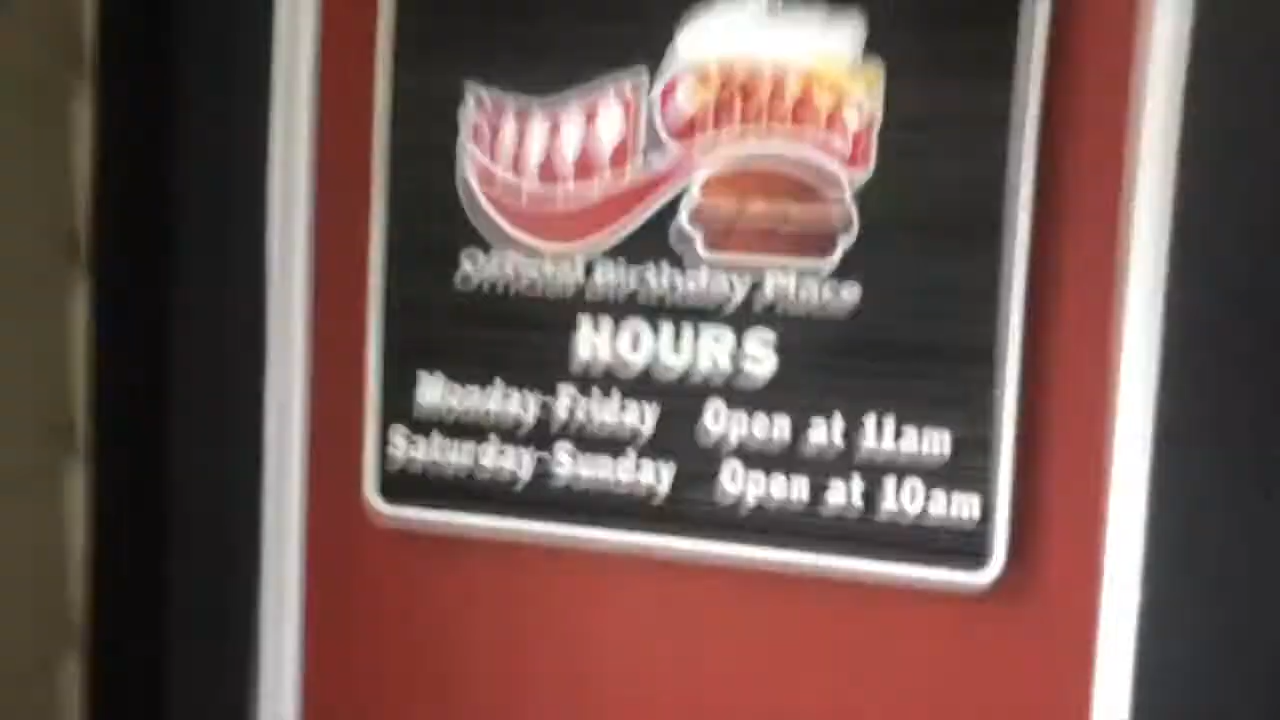 Official Birthday Place
HOURS
Monday-Friday Open at 11am
Saturday-Sunday Open at 10am